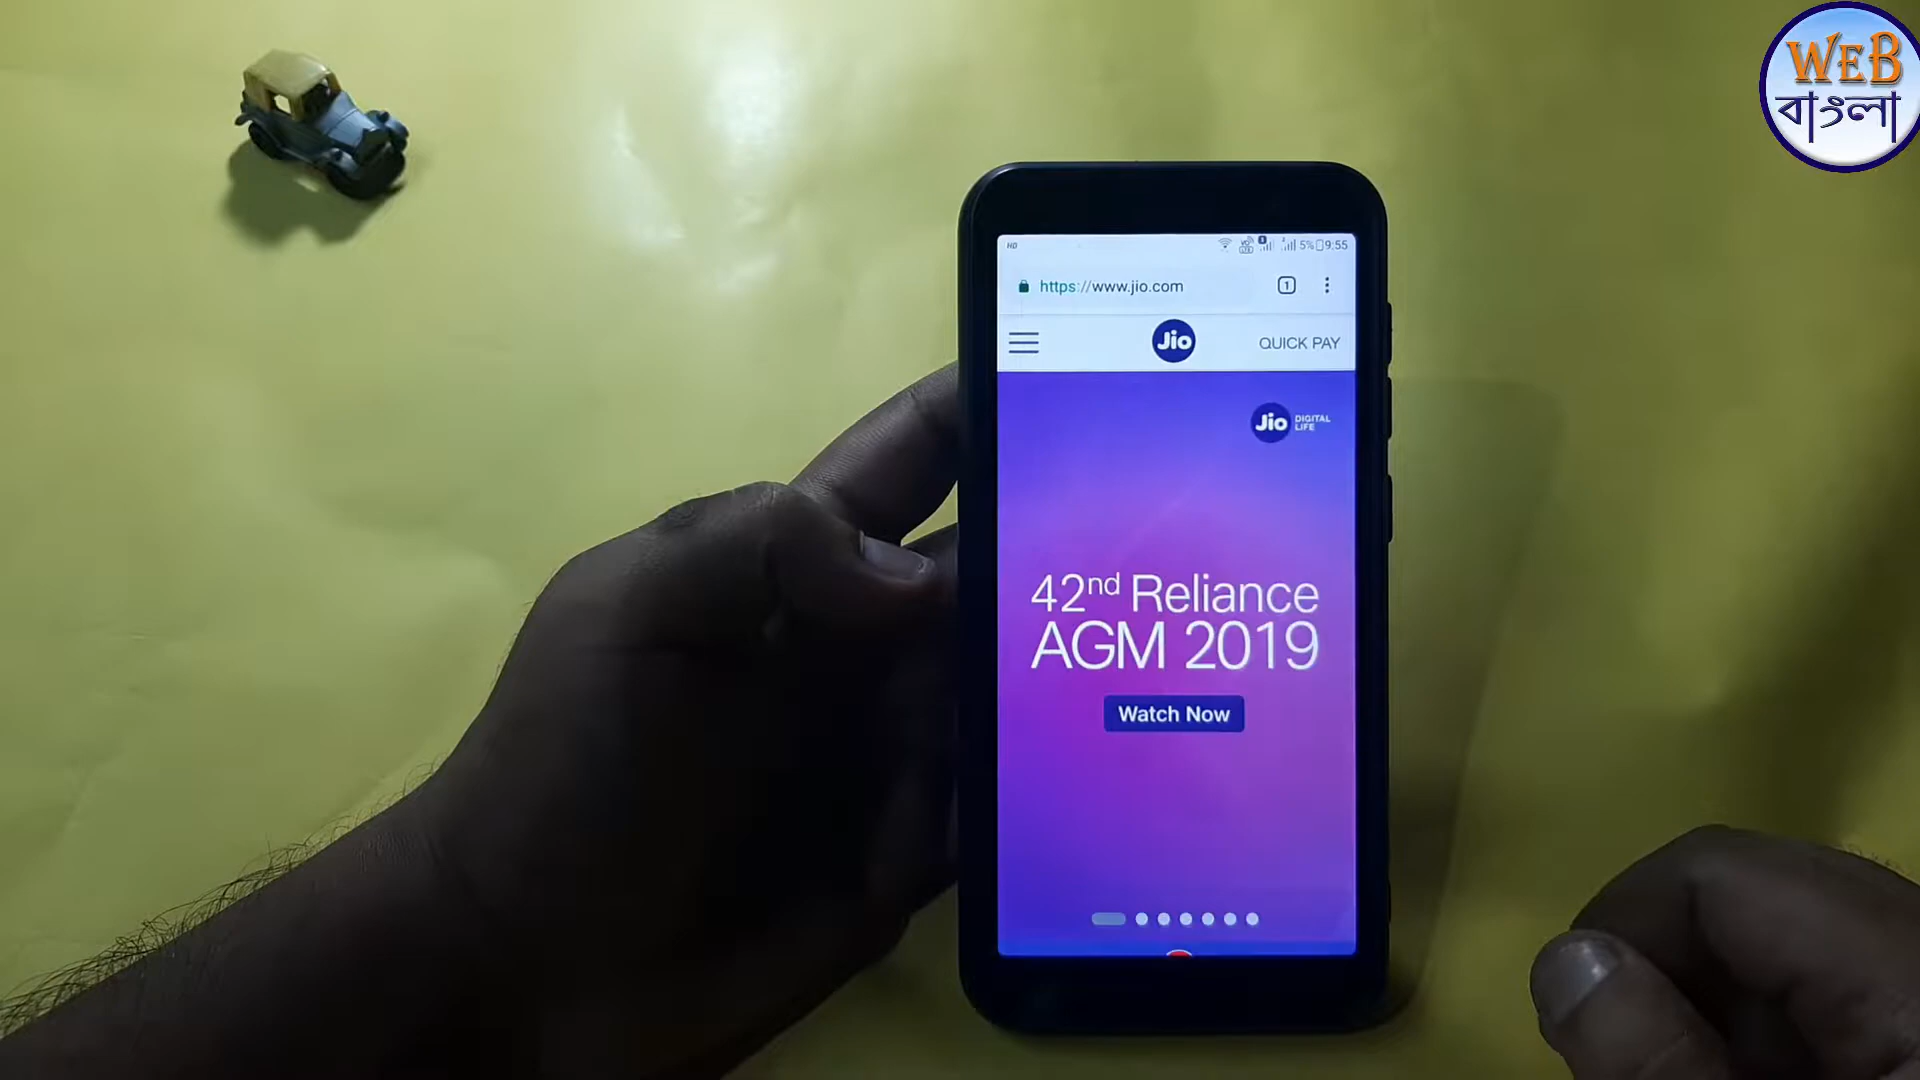 WEB
বাংলা
HD
5% 9:55
https://www.jio.com
1
Jio
QUICK PAY
Jio DIGITAL
LIFE
42nd Reliance
AGM 2019
Watch Now